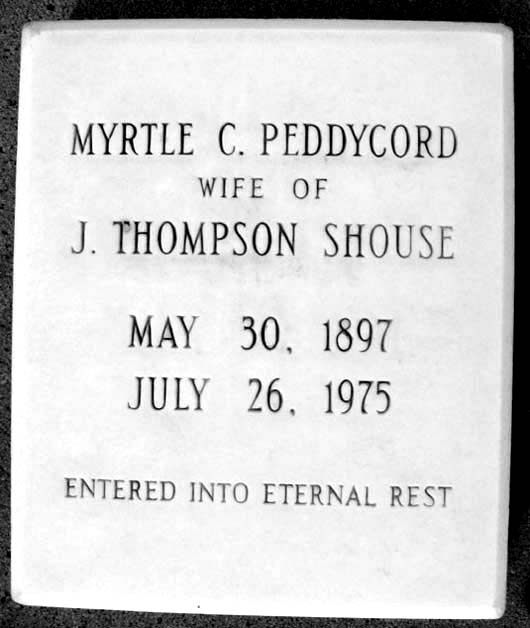 MYRTLE C. PEDDYCORD
WIFE OF
J. THOMPSON SHOUSE
MAY 30, 1897
JULY 26, 1975
ENTERED INTO ETERNAL REST